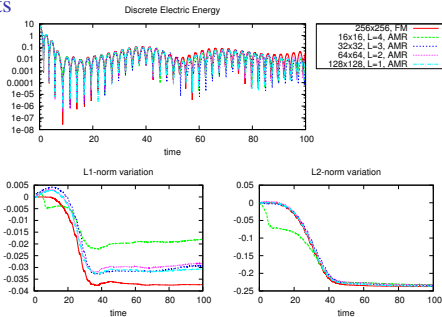 ts
Discrete Electric Energy
10
1
0.1
0.01
0.001
0.0001
1e-05
1e-06
1e-07
1e-08
0 20 40 60 80 100
time
256x256, FM
16x16, L=4, AMR
32x32, L=3, AMR
64x64, L=2, AMR
128x128, L=1, AMR
L1-norm variation
0.005
0
-0.005
-0.01
-0.015
-0.02
-0.025
-0.03
-0.035
-0.04
0 20 40 60 80 100
time
L2-norm variation
0.05
0
-0.05
-0.1
-0.15
-0.2
-0.25
0 20 40 60 80 100
time